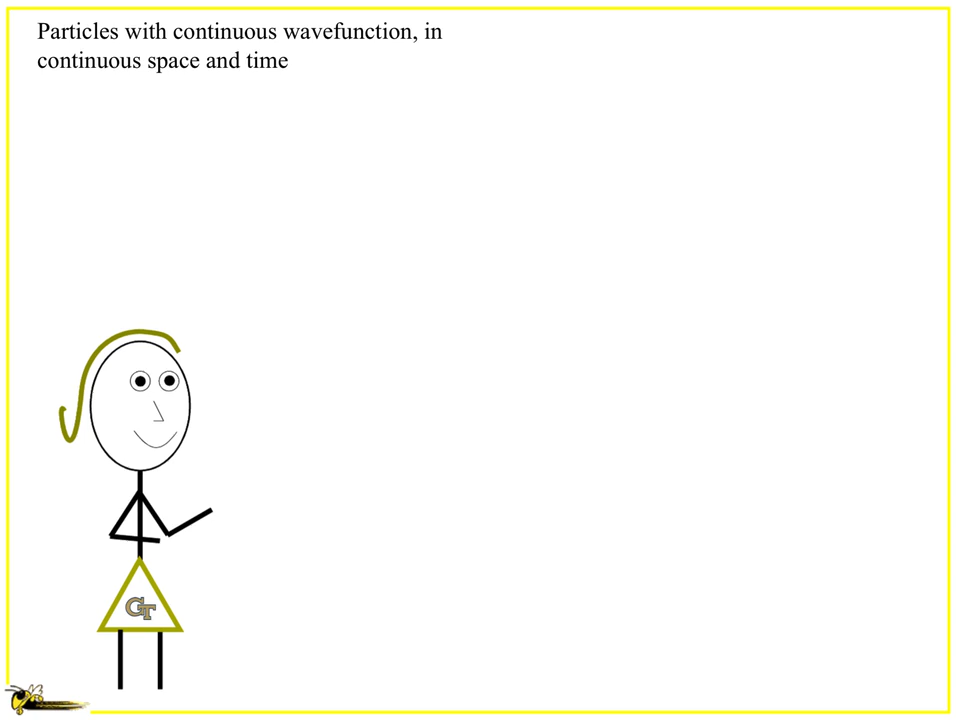 Particles with continuous wavefunction, in
continuous space and time
GT